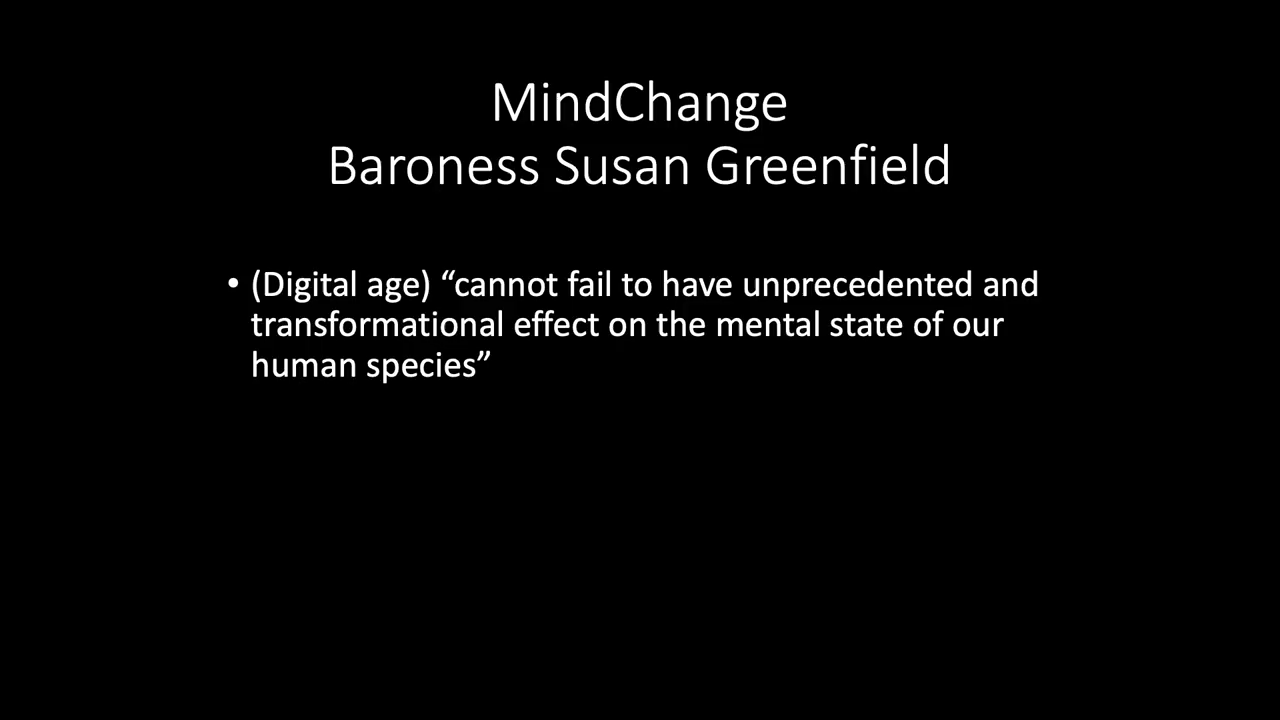 MindChange
Baroness Susan Greenfield
• (Digital age) “cannot fail to have unprecedented and
transformational effect on the mental state of our
human species”